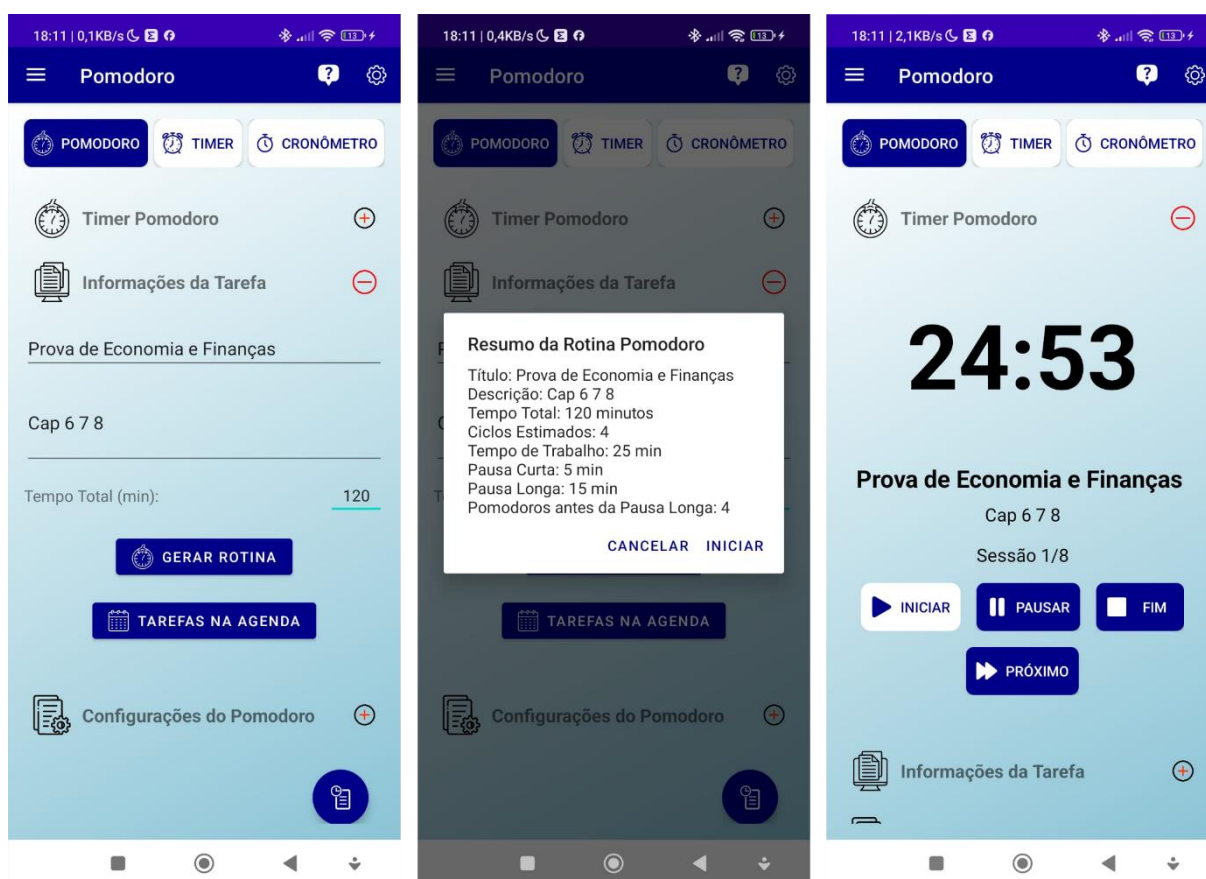 18:11 | 0,1KB/s
13
Pomodoro
?
POMODORO
TIMER
CRONÔMETRO
Timer Pomodoro
Informações da Tarefa
Prova de Economia e Finanças
Cap 6 7 8
Tempo Total (min):
120
GERAR ROTINA
TAREFAS NA AGENDA
Configurações do Pomodoro
18:11 | 0,4KB/s
13
Pomodoro
?
POMODORO
TIMER
CRONÔMETRO
Timer Pomodoro
Informações da Tarefa
Resumo da Rotina Pomodoro
Título: Prova de Economia e Finanças
Descrição: Cap 6 7 8
Tempo Total: 120 minutos
Ciclos Estimados: 4
Tempo de Trabalho: 25 min
Pausa Curta: 5 min
Pausa Longa: 15 min
Pomodoros antes da Pausa Longa: 4
CANCELAR INICIAR
TAREFAS NA AGENDA
Configurações do Pomodoro
18:11 | 2,1KB/s
13
Pomodoro
?
POMODORO
TIMER
CRONÔMETRO
Timer Pomodoro
24:53
Prova de Economia e Finanças
Cap 6 7 8
Sessão 1/8
INICIAR
PAUSAR
FIM
PRÓXIMO
Informações da Tarefa